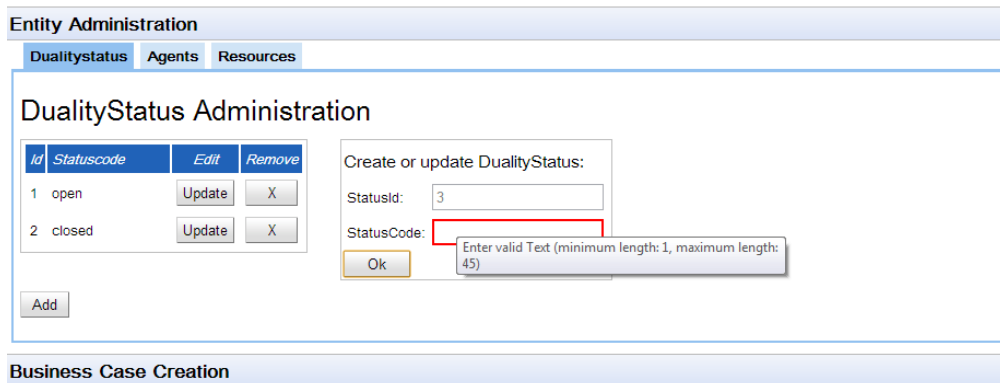 Entity Administration
Dualitystatus Agents Resources
DualityStatus Administration
Id Statuscode Edit Remove
1 open Update X
2 closed Update X
Create or update DualityStatus:
StatusId: 3
StatusCode:
Enter valid Text (minimum length: 1, maximum length:
45)
Ok
Add
Business Case Creation